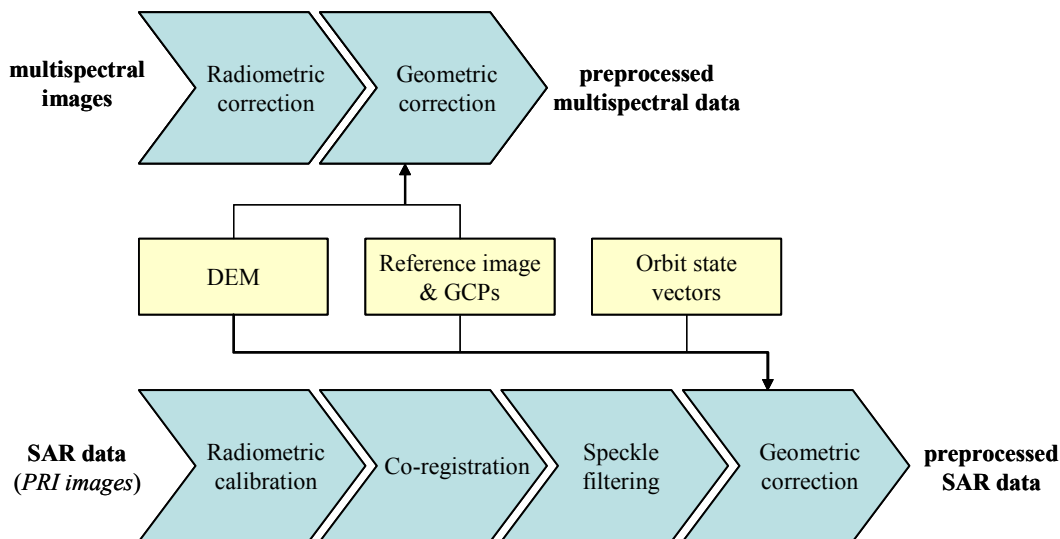 multispectral
images
Radiometric
correction
Geometric
correction
preprocessed
multispectral data
DEM
Reference image
& GCPs
Orbit state
vectors
SAR data
(PRI images)
Radiometric
calibration
Co-registration
Speckle
filtering
Geometric
correction
preprocessed
SAR data